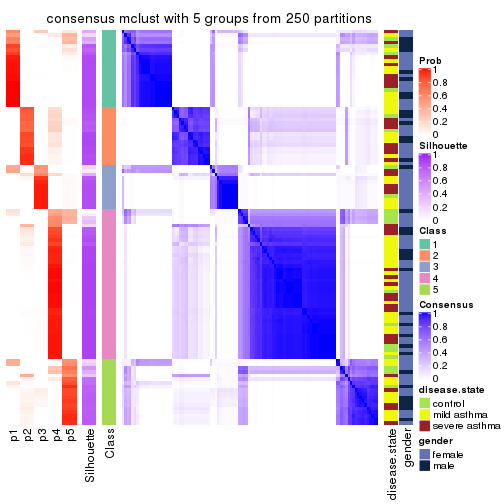 consensus mclust with 5 groups from 250 partitions
Prob
1
0.8
0.6
0.4
0.2
0
Silhouette
1
0.8
0.6
0.4
0.2
0
Class
1
2
3
4
5
Consensus
1
0.8
0.6
0.4
0.2
0
disease.state
control
mild asthma
severe asthma
gender
female
male
p1
p2
p3
p4
p5
Silhouette
Class
disease.state
gender